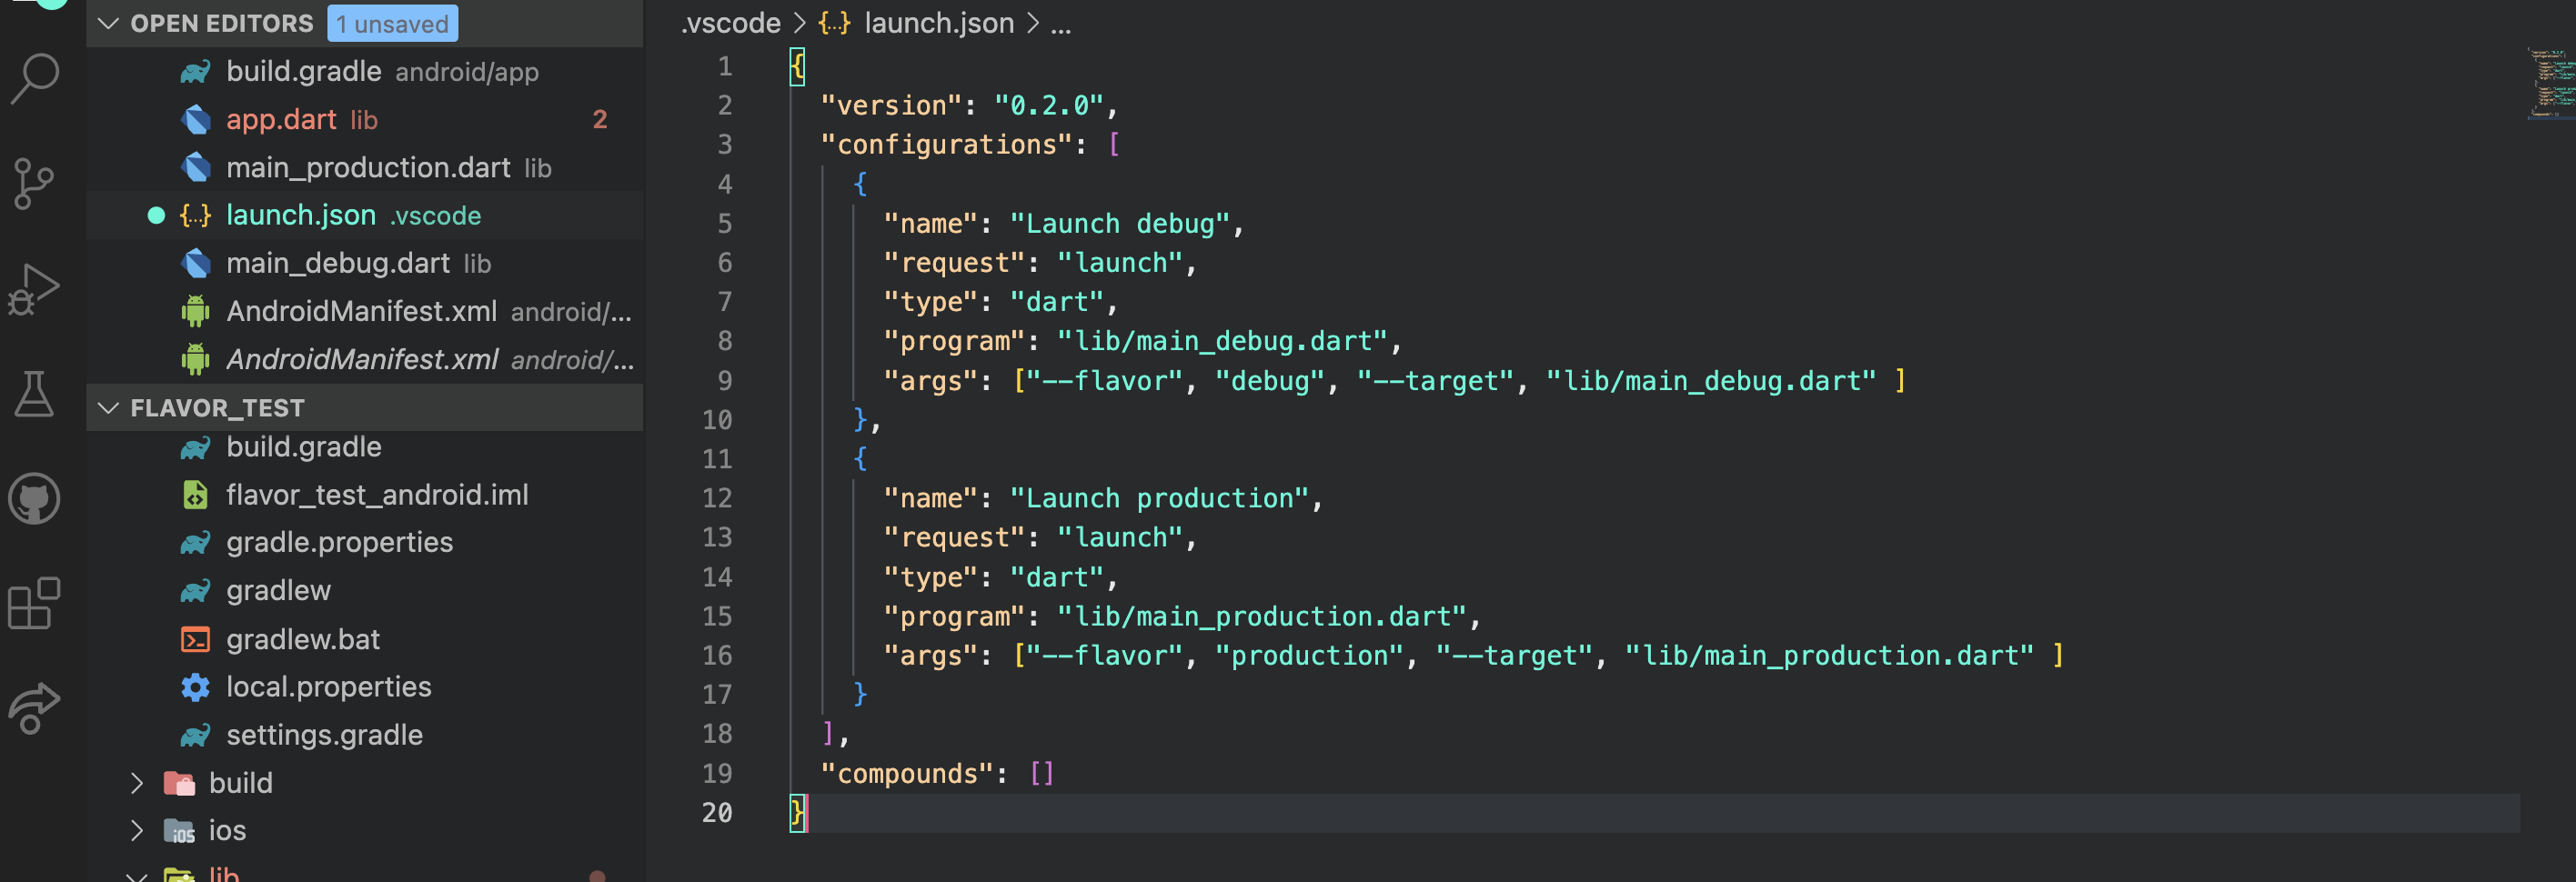 OPEN EDITORS 1 unsaved
build.gradle android/app
app.dart lib 2
main_production.dart lib
launch.json .vscode
main_debug.dart lib
AndroidManifest.xml android/...
AndroidManifest.xml android/...
FLAVOR_TEST
build.gradle
flavor_test_android.iml
gradle.properties
gradlew
gradlew.bat
local.properties
settings.gradle
build
ios
lib
.vscode > {..} launch.json > ...
1 {
2 "version": "0.2.0",
3 "configurations": [
4 {
5 "name": "Launch debug",
6 "request": "launch",
7 "type": "dart",
8 "program": "lib/main_debug.dart",
9 "args": ["--flavor", "debug", "--target", "lib/main_debug.dart" ]
10 },
11 {
12 "name": "Launch production",
13 "request": "launch",
14 "type": "dart",
15 "program": "lib/main_production.dart",
16 "args": ["--flavor", "production", "--target", "lib/main_production.dart" ]
17 }
18 ],
19 "compounds": []
20 }